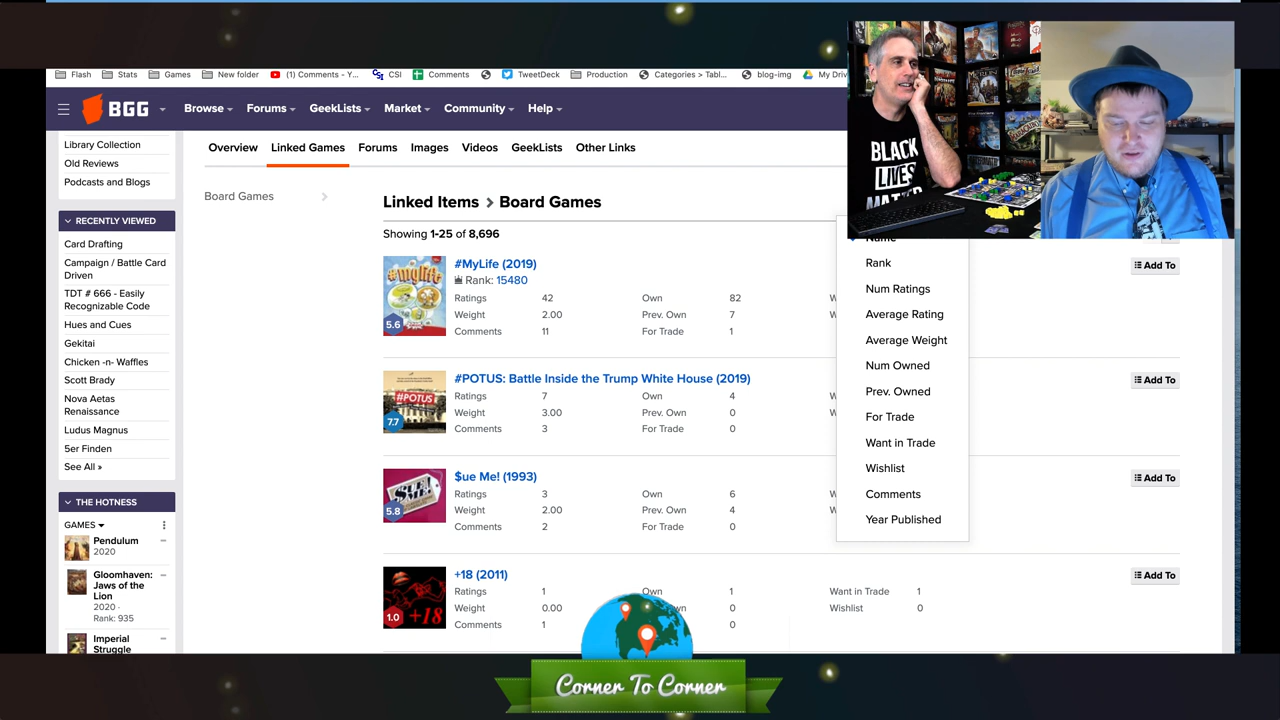 Flash
Stats
Games
New folder
(1) Comments - Y...
CSI
Comments
TweetDeck
Production
Categories > Tabl...
blog-img
My Driv
BGG
Browse
Forums
GeekLists
Market
Community
Help
Library Collection
Old Reviews
Podcasts and Blogs
RECENTLY VIEWED
Card Drafting
Campaign / Battle Card
Driven
TDT # 666 - Easily
Recognizable Code
Hues and Cues
Gekitai
Chicken -n- Waffles
Scott Brady
Nova Aetas
Renaissance
Ludus Magnus
5er Finden
See All »
THE HOTNESS
GAMES
Pendulum
2020
Gloomhaven:
Jaws of the
Lion
2020 ·
Rank: 935
Imperial
Struggle
Overview
Linked Games
Forums
Images
Videos
GeekLists
Other Links
Board Games
Linked Items > Board Games
Showing 1-25 of 8,696
#MyLife (2019)
Rank: 15480
Ratings 42 Own 82
Weight 2.00 Prev. Own 7
Comments 11 For Trade 1
#mylife
5.6
Add To
#POTUS: Battle Inside the Trump White House (2019)
Ratings 7 Own 4
Weight 3.00 Prev. Own 0
Comments 3 For Trade 0
#POTUS
7.7
Add To
$ue Me! (1993)
Ratings 3 Own 6
Weight 2.00 Prev. Own 4
Comments 2 For Trade 0
$UE ME!
5.8
Add To
+18 (2011)
Ratings 1 Own 1 Want in Trade 1
Weight 0.00 0 Wishlist 0
Comments 1 0
+18
1.0
Add To
Name
Rank
Num Ratings
Average Rating
Average Weight
Num Owned
Prev. Owned
For Trade
Want in Trade
Wishlist
Comments
Year Published
BLACK
LIVES
MATTER
MERLIN
Corner To Corner